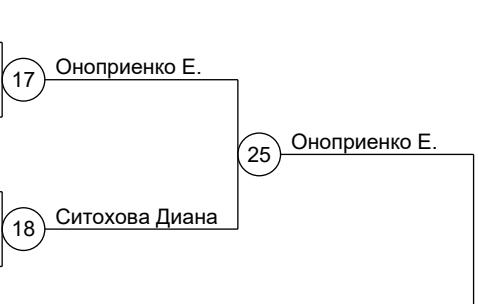 Оноприенко Е.
17
Оноприенко Е.
25
Ситохова Диана
18